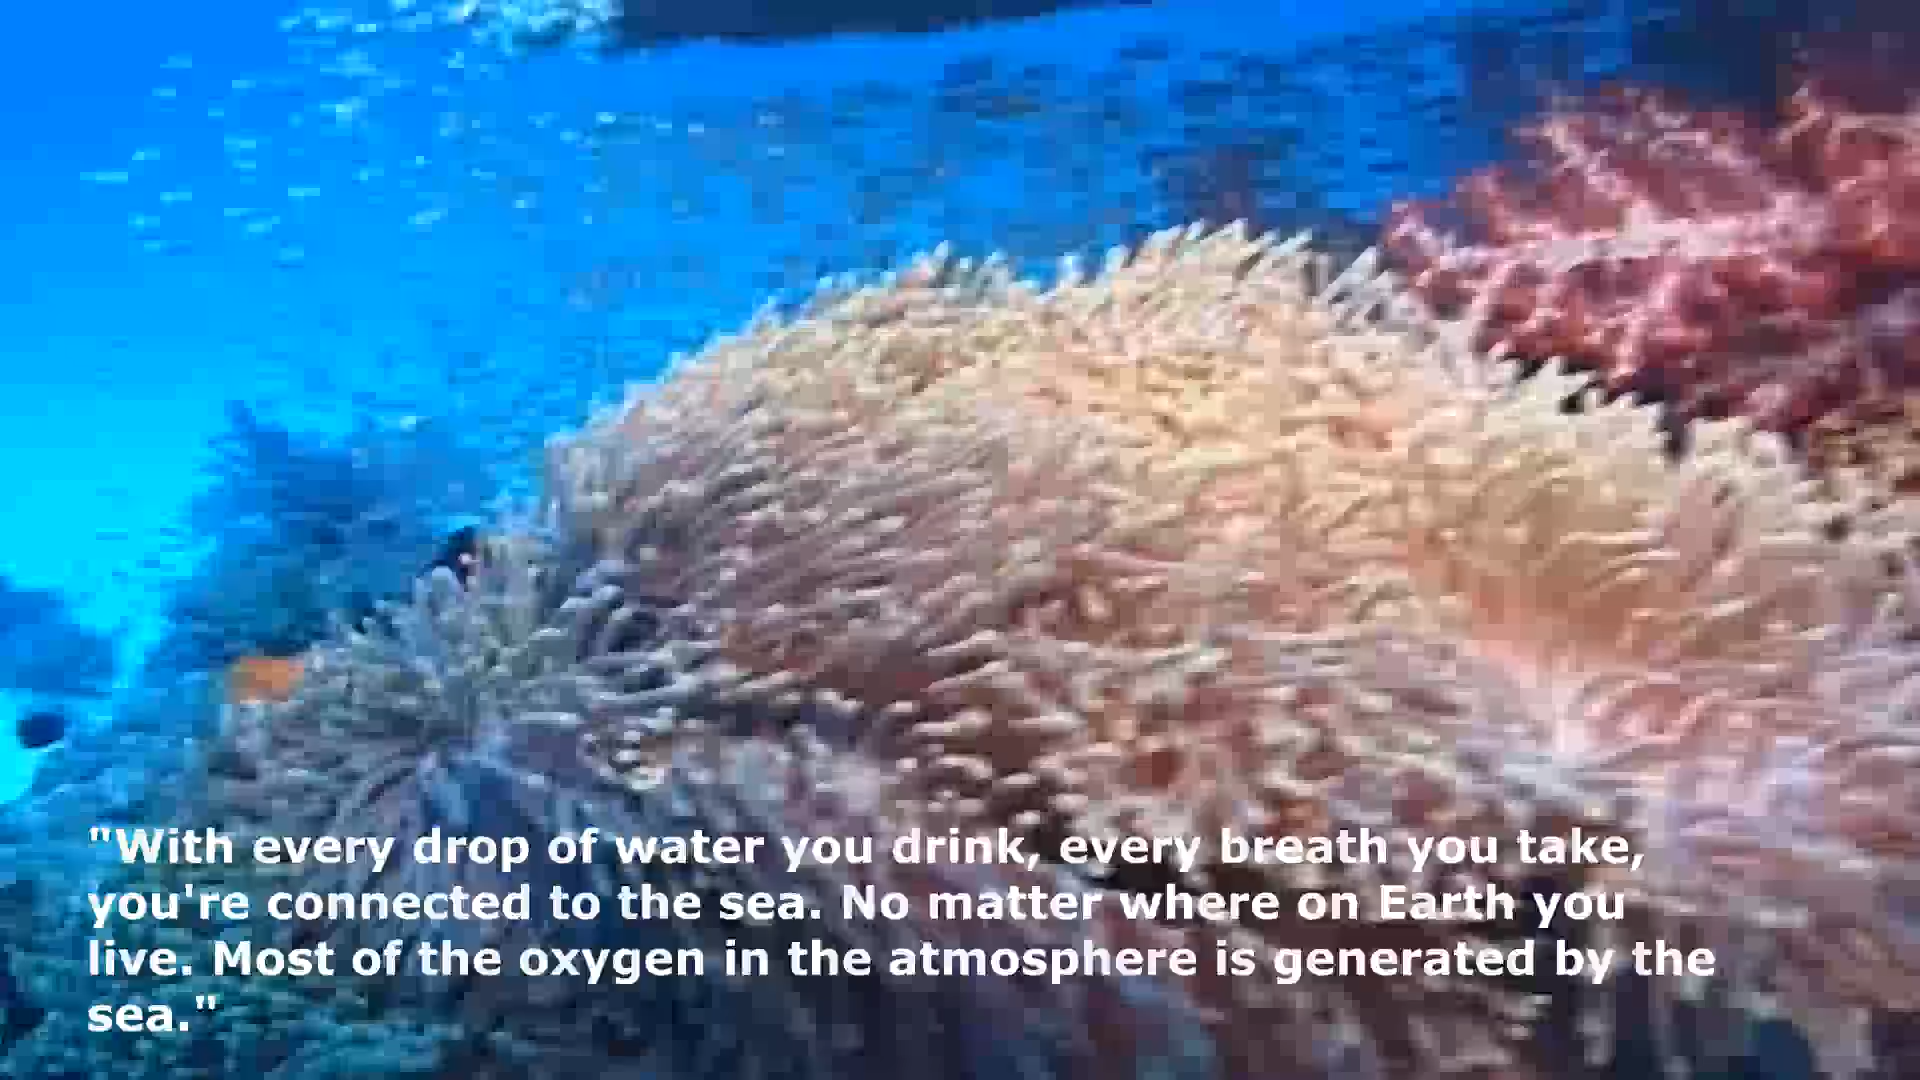 "With every drop of water you drink, every breath you take,
you're connected to the sea. No matter where on Earth you
live. Most of the oxygen in the atmosphere is generated by the
sea."